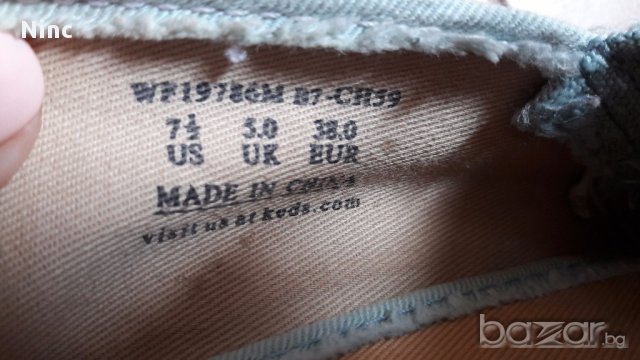 Ninc
WF19786M B7-CH59
7½ 5.0 38.0
US UK EUR
MADE IN CHINA
visit us at keds.com
bazar.bg